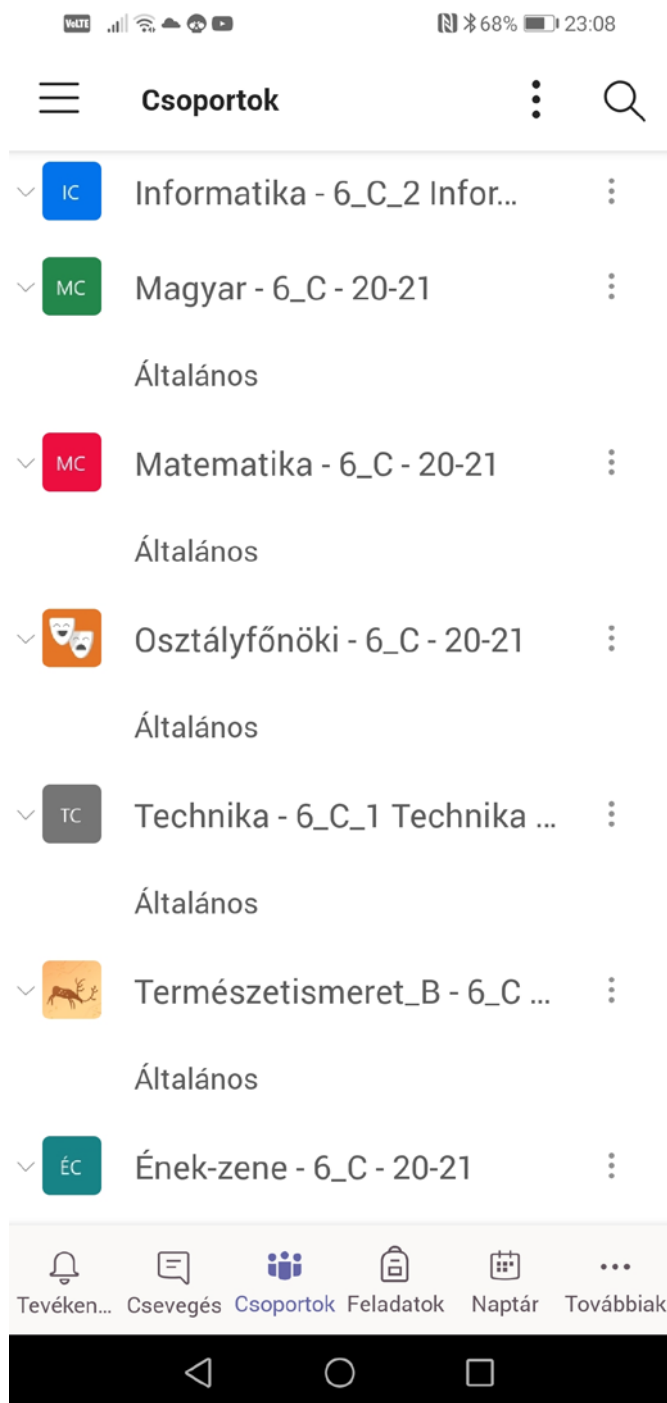 VoLTE 68% 23:08
Csoportok
IC Informatika - 6_C_2 Infor...
MC Magyar - 6_C - 20-21
Általános
MC Matematika - 6_C - 20-21
Általános
Osztályfőnöki - 6_C - 20-21
Általános
TC Technika - 6_C_1 Technika ...
Általános
Természetismeret_B - 6_C ...
Általános
ÉC Ének-zene - 6_C - 20-21
Tevéken... Csevegés Csoportok Feladatok Naptár Továbbiak